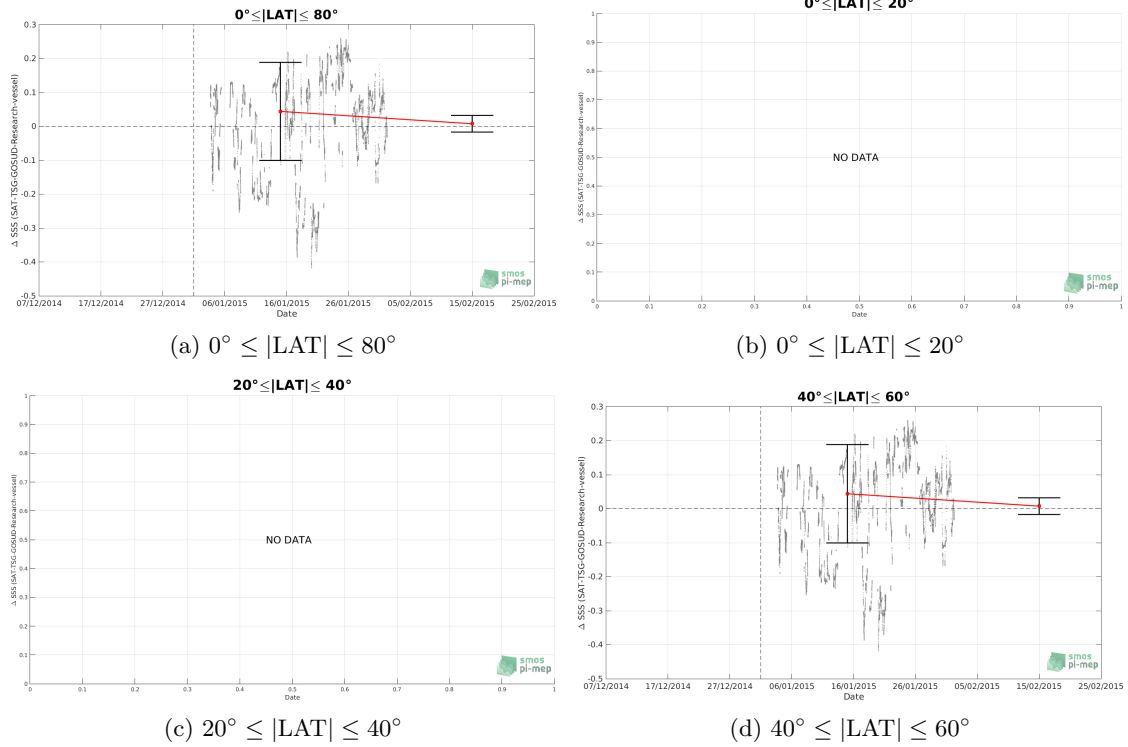 0°≤|LAT|≤ 80°
0.3
0.2
0.1
0
-0.1
-0.2
-0.3
-0.4
-0.5
Δ SSS (SAT-TSG-GOSUD-Research-vessel)
07/12/2014 17/12/2014 27/12/2014 06/01/2015 16/01/2015 26/01/2015 05/02/2015 15/02/2015 25/02/2015
Date
smos
pi-mep
(a) 0° ≤ |LAT| ≤ 80°
0°≤|LAT|≤ 20°
1
0.9
0.8
0.7
0.6
0.5
0.4
0.3
0.2
0.1
0
Δ SSS (SAT-TSG-GOSUD-Research-vessel)
NO DATA
0 0.1 0.2 0.3 0.4 0.5 0.6 0.7 0.8 0.9 1
Date
smos
pi-mep
(b) 0° ≤ |LAT| ≤ 20°
20°≤|LAT|≤ 40°
1
0.9
0.8
0.7
0.6
0.5
0.4
0.3
0.2
0.1
0
Δ SSS (SAT-TSG-GOSUD-Research-vessel)
NO DATA
0 0.1 0.2 0.3 0.4 0.5 0.6 0.7 0.8 0.9 1
Date
smos
pi-mep
(c) 20° ≤ |LAT| ≤ 40°
40°≤|LAT|≤ 60°
0.3
0.2
0.1
0
-0.1
-0.2
-0.3
-0.4
-0.5
Δ SSS (SAT-TSG-GOSUD-Research-vessel)
07/12/2014 17/12/2014 27/12/2014 06/01/2015 16/01/2015 26/01/2015 05/02/2015 15/02/2015 25/02/2015
Date
smos
pi-mep
(d) 40° ≤ |LAT| ≤ 60°